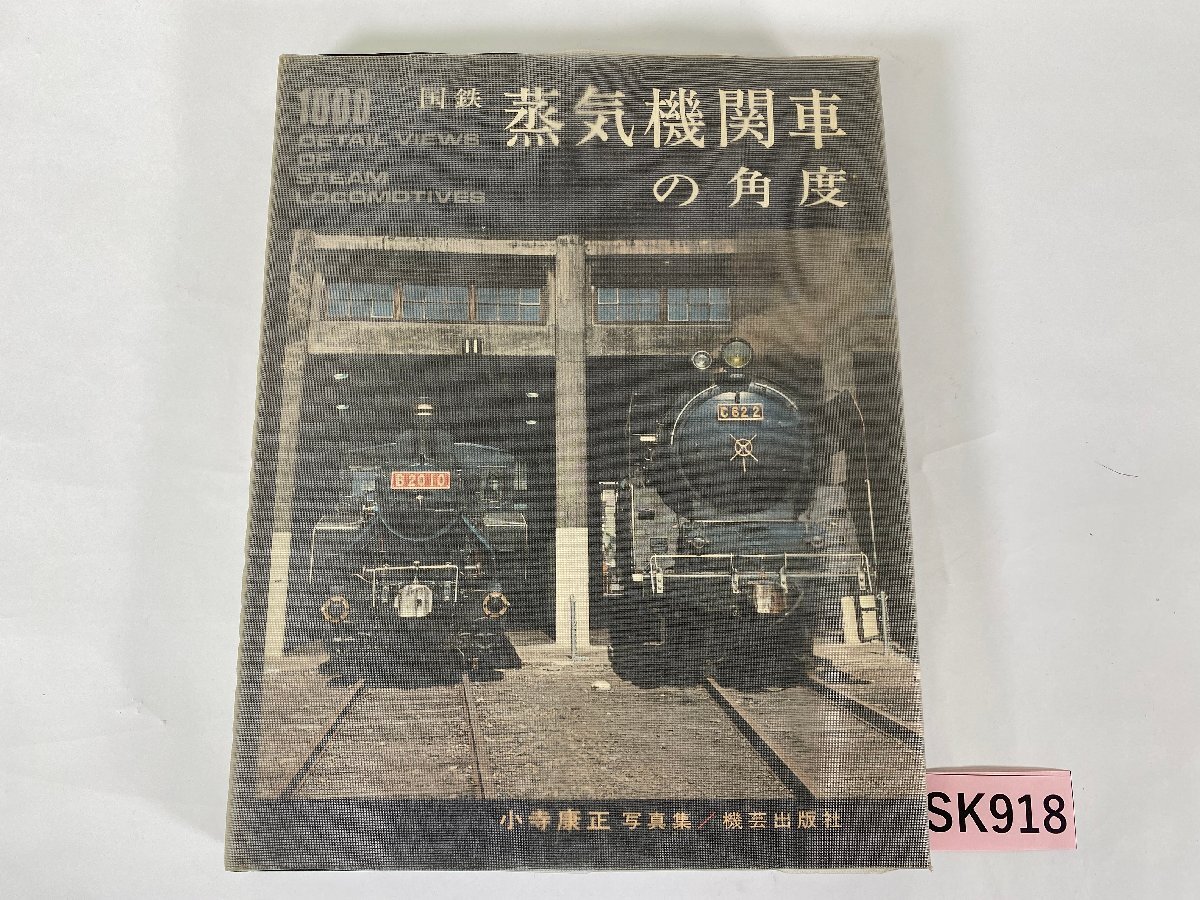 1000
DETAIL VIEWS
OF
STEAM
LOCOMOTIVES
国鉄 蒸気機関車
の角度
11
B2010
C622
小寺康正 写真集／機芸出版社
SK918